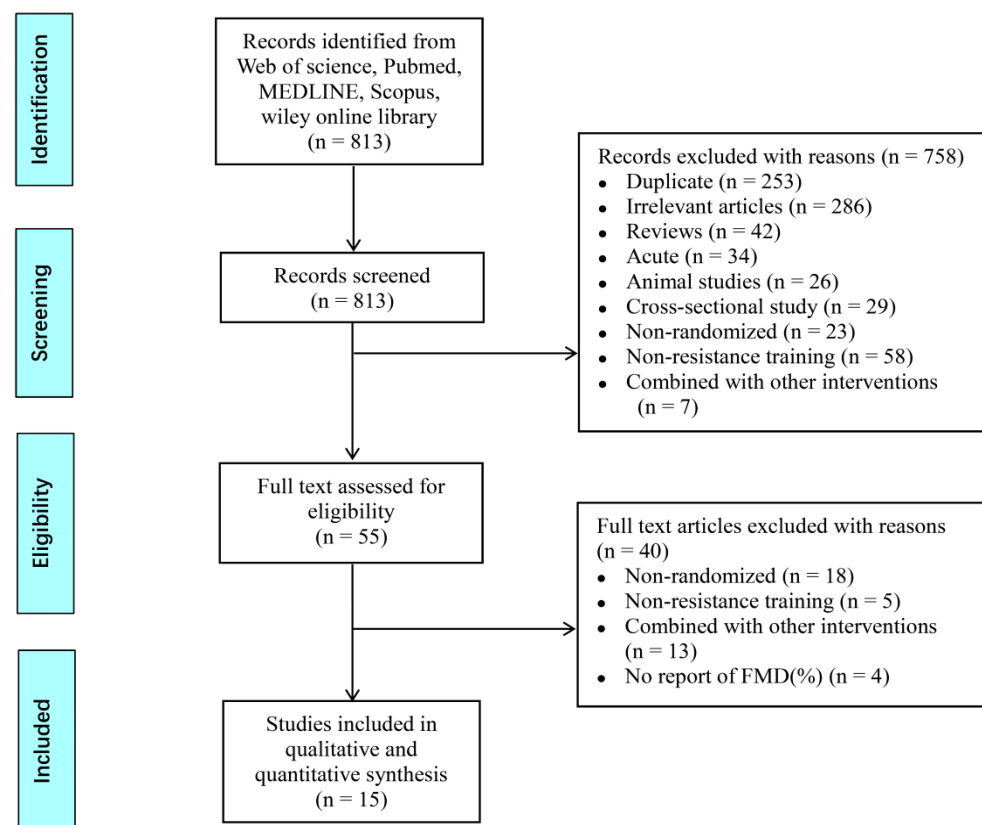 Identification
Records identified from
Web of science, Pubmed,
MEDLINE, Scopus,
wiley online library
(n = 813)
Records excluded with reasons (n = 758)
• Duplicate (n = 253)
• Irrelevant articles (n = 286)
• Reviews (n = 42)
• Acute (n = 34)
• Animal studies (n = 26)
• Cross-sectional study (n = 29)
• Non-randomized (n = 23)
• Non-resistance training (n = 58)
• Combined with other interventions
(n = 7)
Screening
Records screened
(n = 813)
Eligibility
Full text assessed for
eligibility
(n = 55)
Full text articles excluded with reasons
(n = 40)
• Non-randomized (n = 18)
• Non-resistance training (n = 5)
• Combined with other interventions
(n = 13)
• No report of FMD(%) (n = 4)
Included
Studies included in
qualitative and
quantitative synthesis
(n = 15)